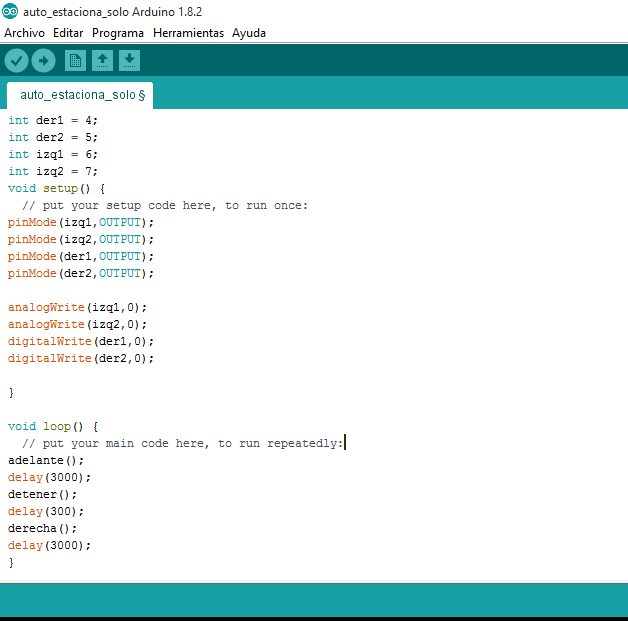 auto_estaciona_solo Arduino 1.8.2
Archivo Editar Programa Herramientas Ayuda
auto_estaciona_solo §
int der1 = 4;
int der2 = 5;
int izq1 = 6;
int izq2 = 7;
void setup() {
  // put your setup code here, to run once:
pinMode(izq1,OUTPUT);
pinMode(izq2,OUTPUT);
pinMode(der1,OUTPUT);
pinMode(der2,OUTPUT);

analogWrite(izq1,0);
analogWrite(izq2,0);
digitalWrite(der1,0);
digitalWrite(der2,0);

}

void loop() {
  // put your main code here, to run repeatedly:
adelante();
delay(3000);
detener();
delay(300);
derecha();
delay(3000);
}